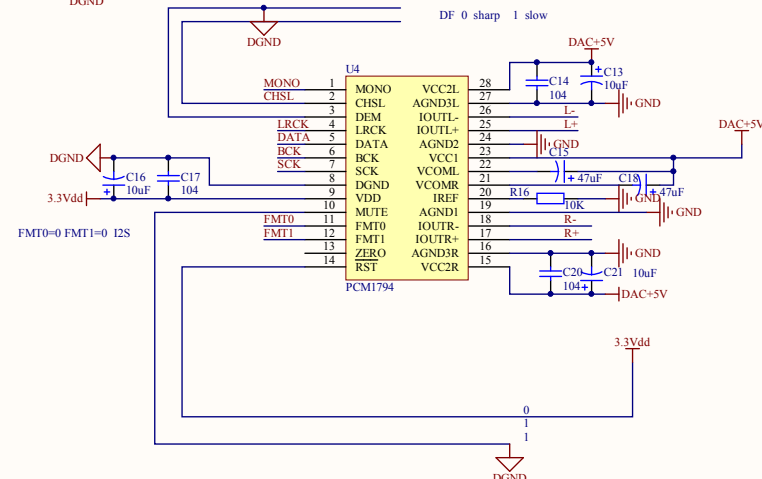 DGND
DF 0 sharp 1 slow
DGND
DAC+5V
U4
MONO 1 MONO VCC2L 28
C14 104
C13 10uF
CHSL 2 CHSL AGND3L 27 GND
3 DEM IOUTL- 26 L-
LRCK 4 LRCK IOUTL+ 25 L+
DATA 5 DATA AGND2 24 GND
DAC+5V
BCK 6 BCK VCC1 23
C15 47uF
SCK 7 SCK VCOML 22
DGND
C16 10uF
C17 104
8 DGND VCOMR 21
C18 47uF
3.3Vdd 9 VDD IREF 20 R16 10K GND
10 MUTE AGND1 19 GND
FMT0 11 FMT0 IOUTR- 18 R-
FMT0=0 FMT1=0 I2S
FMT1 12 FMT1 IOUTR+ 17 R+
13 ZERO AGND3R 16 GND
14 RST VCC2R 15
C20 104
C21 10uF
PCM1794
DAC+5V
3.3Vdd
0
1
1
DGND